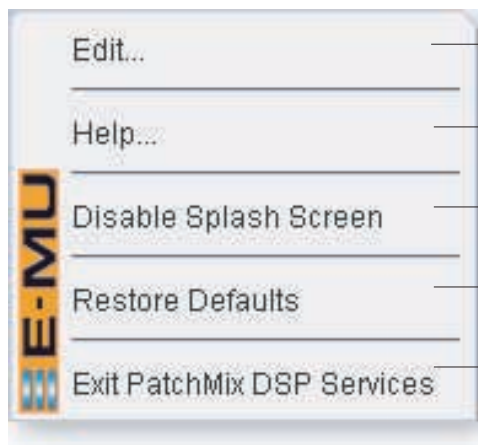 Edit...
Help...
Disable Splash Screen
Restore Defaults
Exit PatchMix DSP Services
E-MU